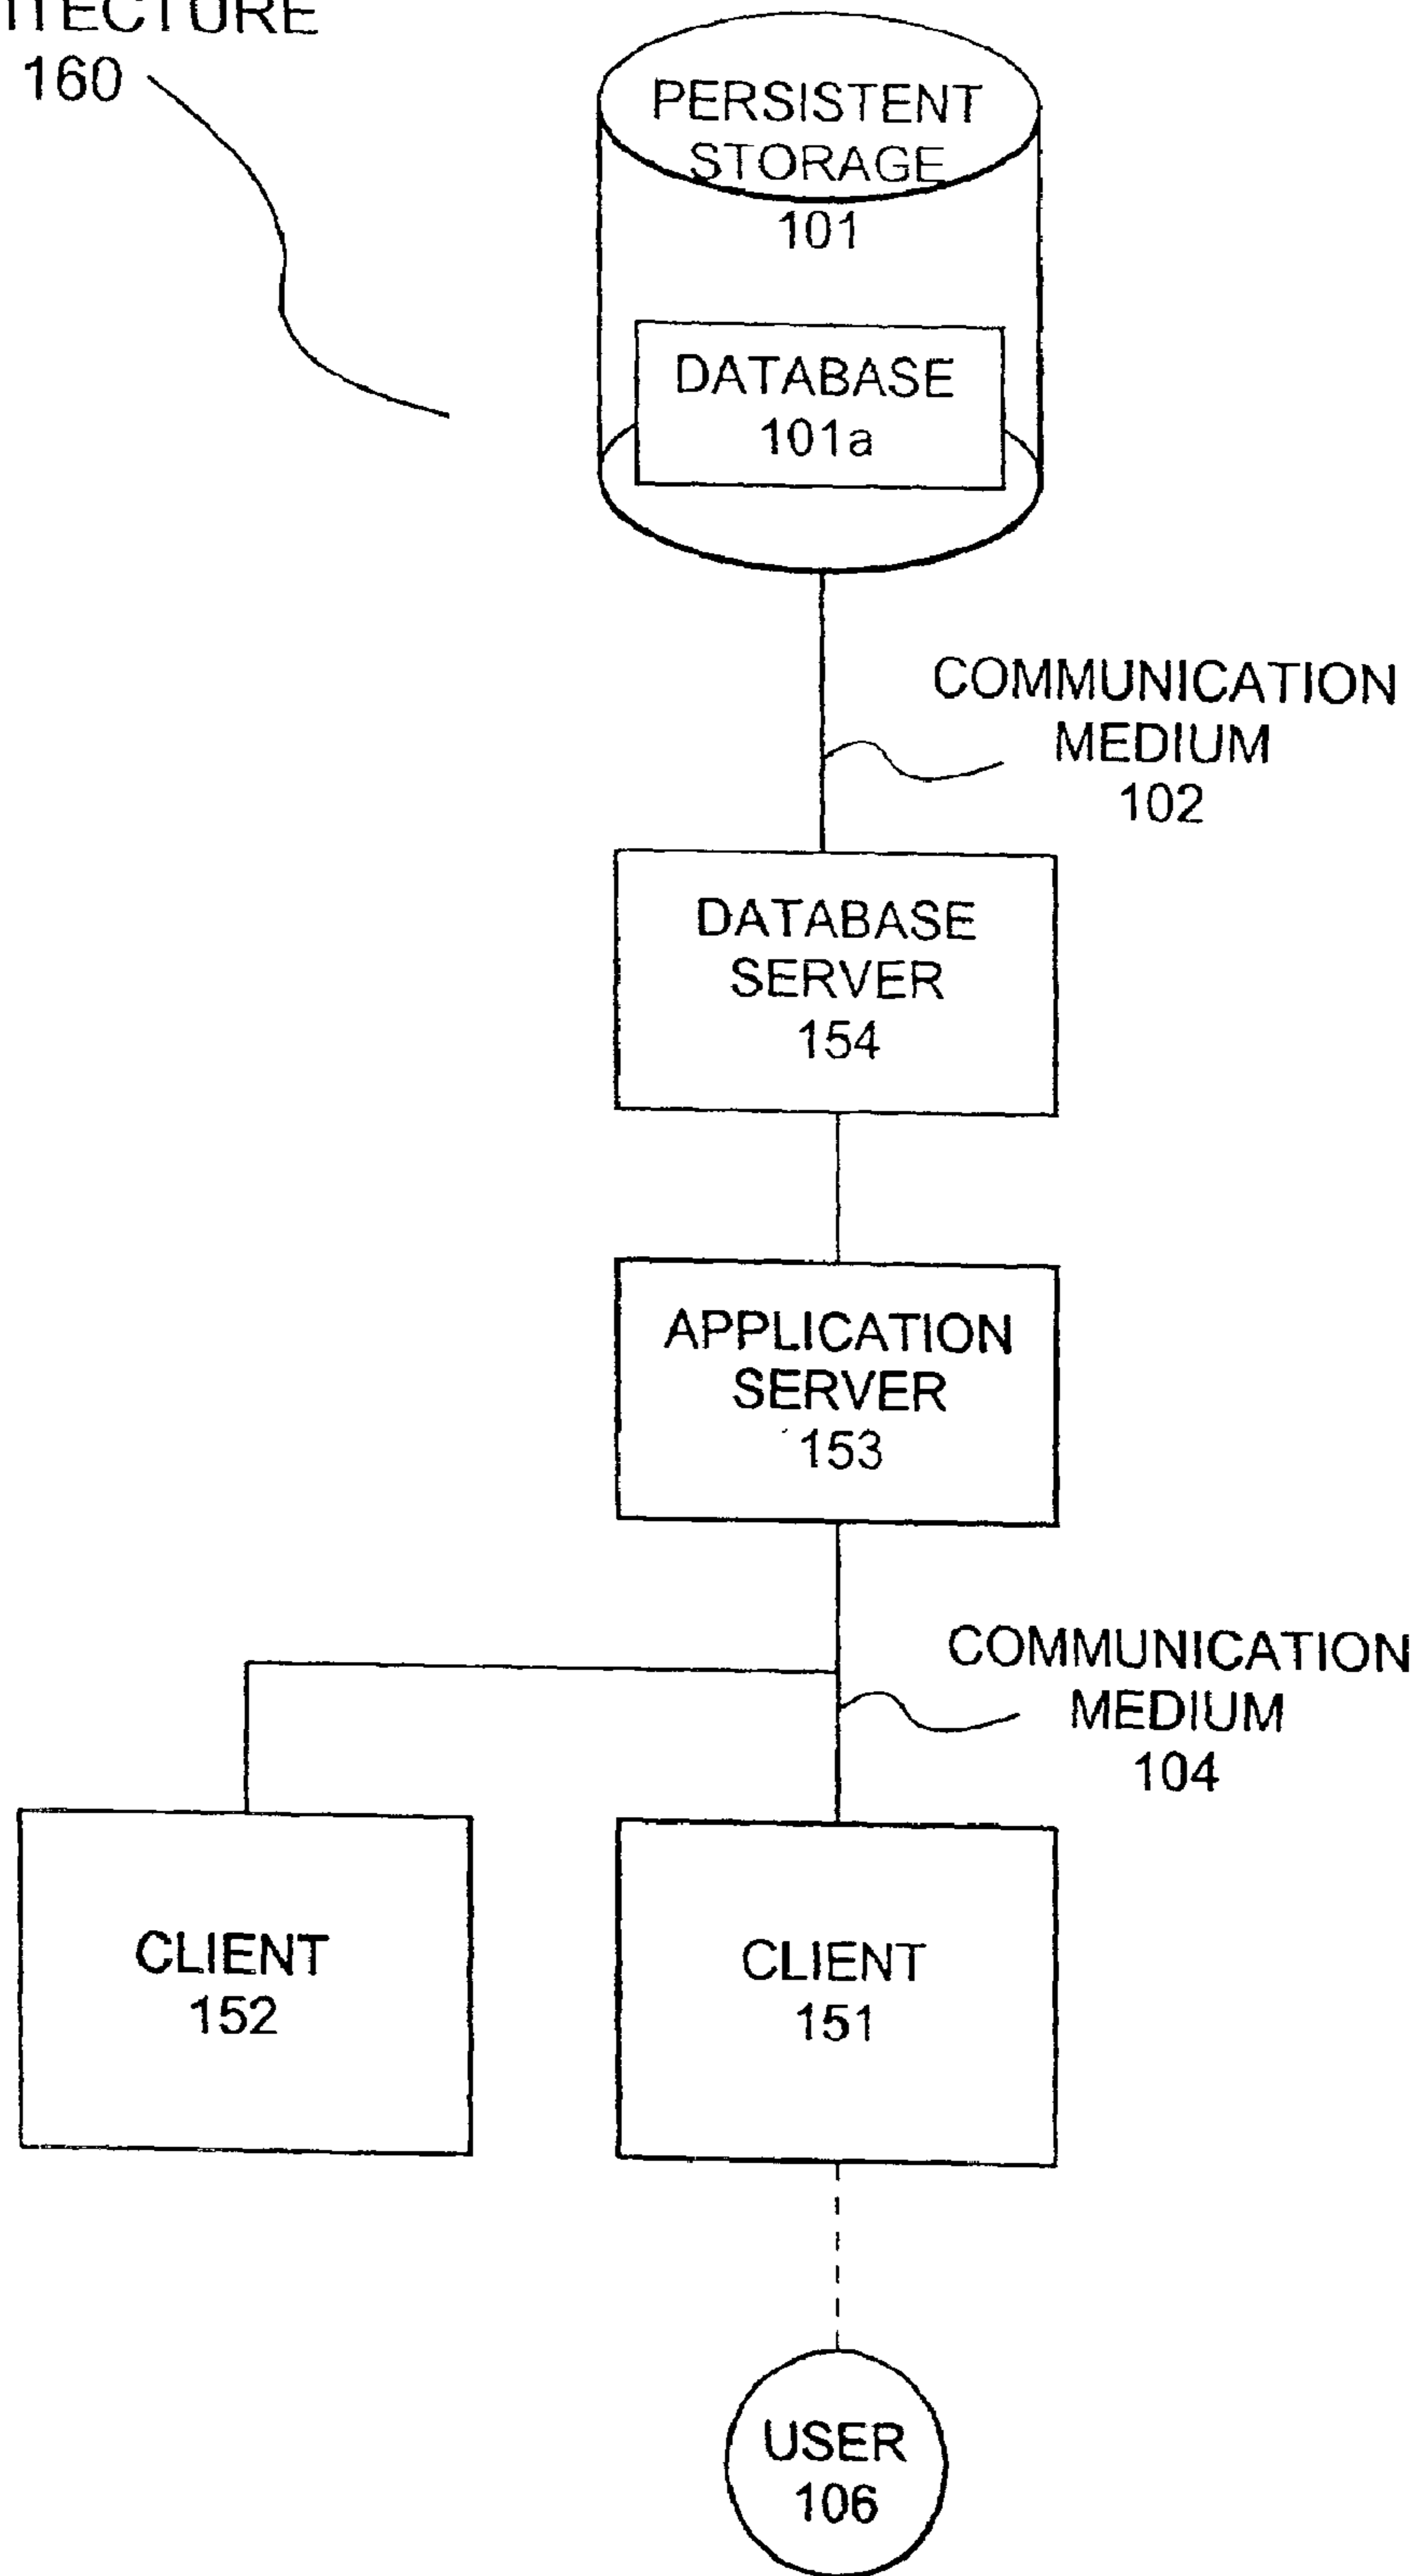 160
PERSISTENT
STORAGE
101
DATABASE
101a
COMMUNICATION
MEDIUM
102
DATABASE
SERVER
154
APPLICATION
SERVER
153
COMMUNICATION
MEDIUM
104
CLIENT
152
CLIENT
151
USER
106